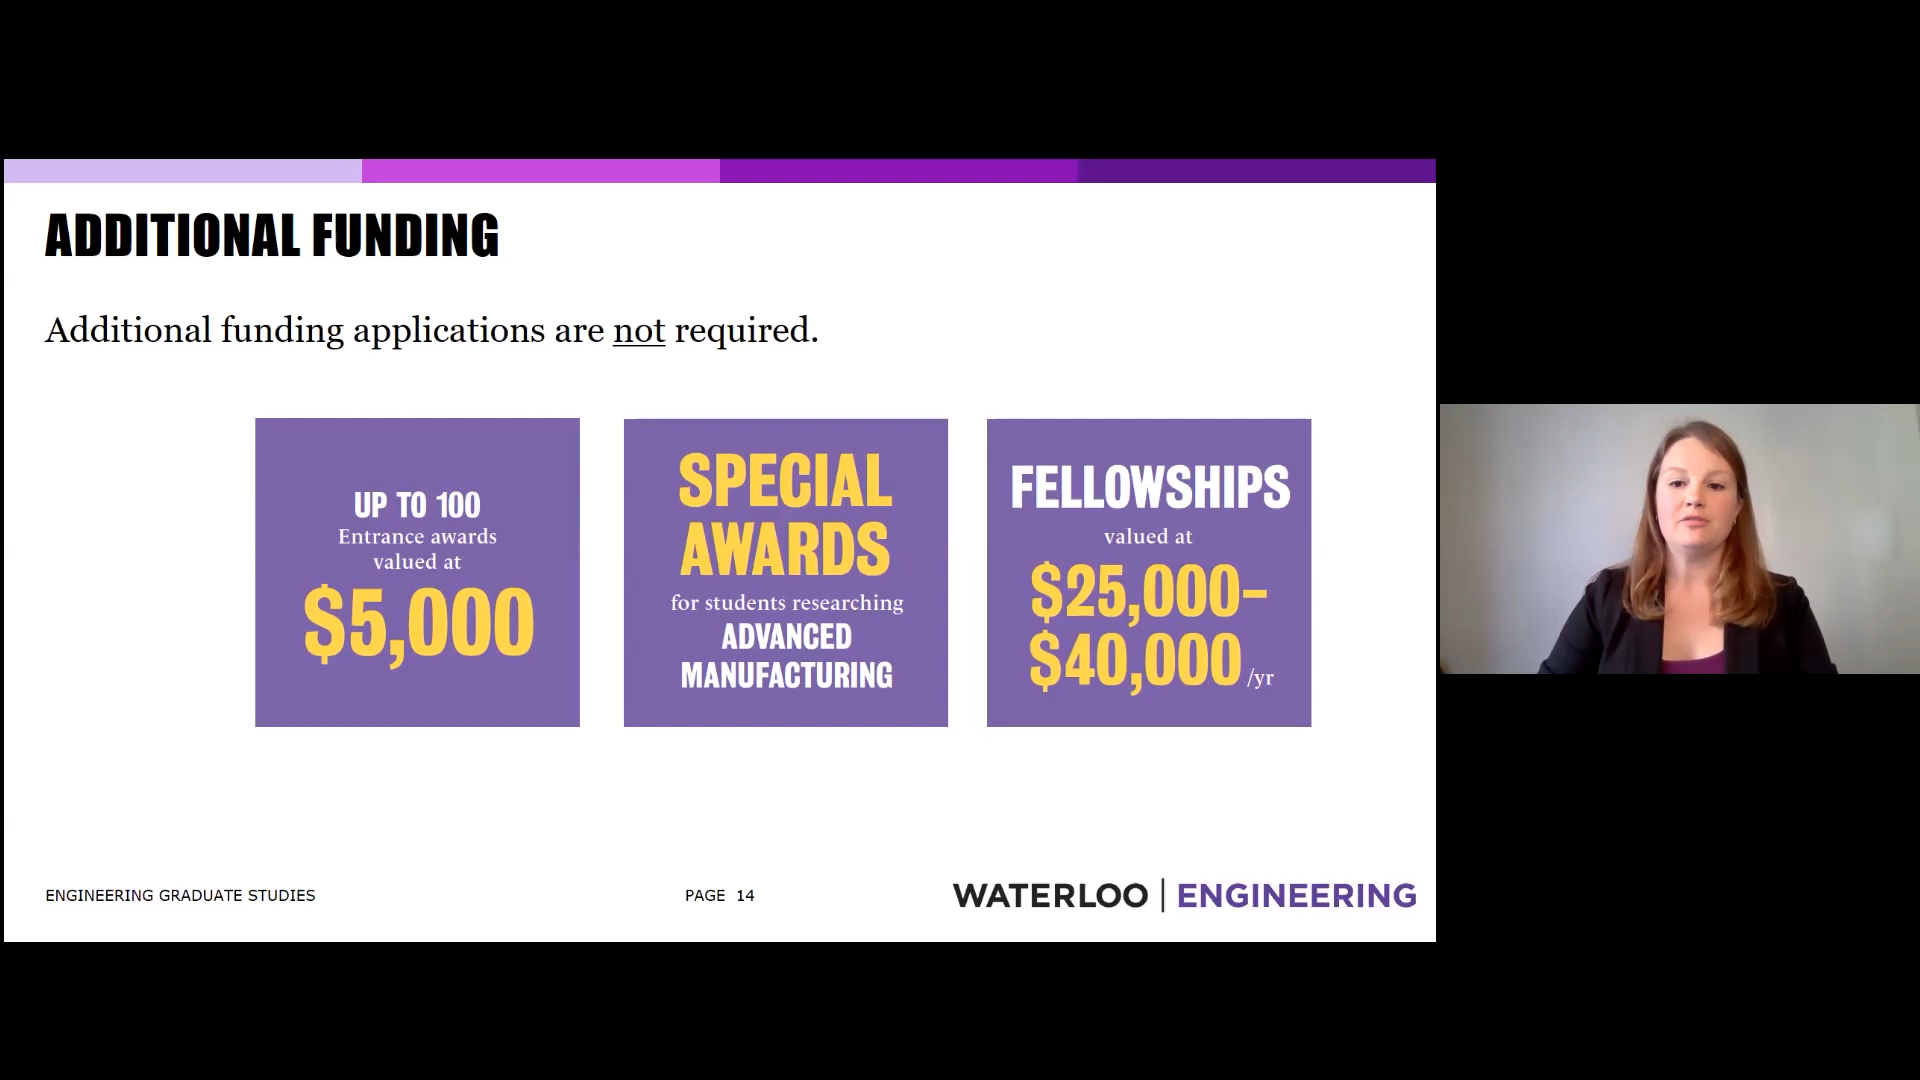 ADDITIONAL FUNDING
Additional funding applications are not required.
UP TO 100
Entrance awards
valued at
$5,000
SPECIAL
AWARDS
for students researching
ADVANCED
MANUFACTURING
FELLOWSHIPS
valued at
$25,000–
$40,000 /yr
ENGINEERING GRADUATE STUDIES
PAGE 14
WATERLOO | ENGINEERING